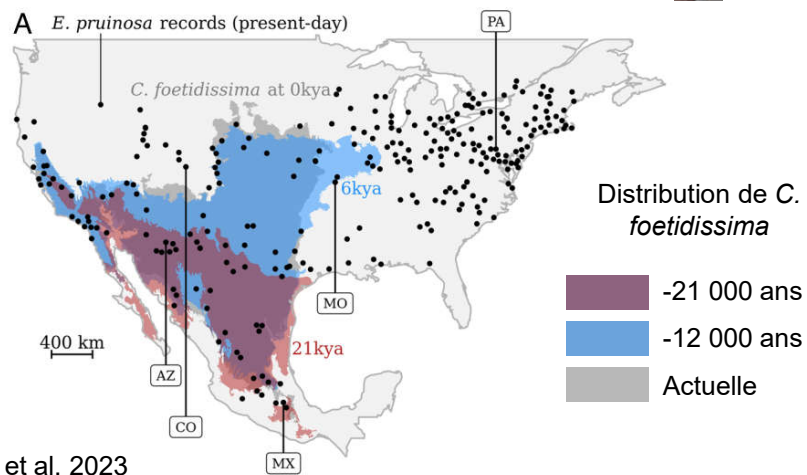 A
E. pruinosa records (present-day)
PA
C. foetidissima at 0kya
6kya
Distribution de C.
foetidissima
-21 000 ans
MO
-12 000 ans
400 km
21kya
AZ
Actuelle
CO
MX
et al. 2023